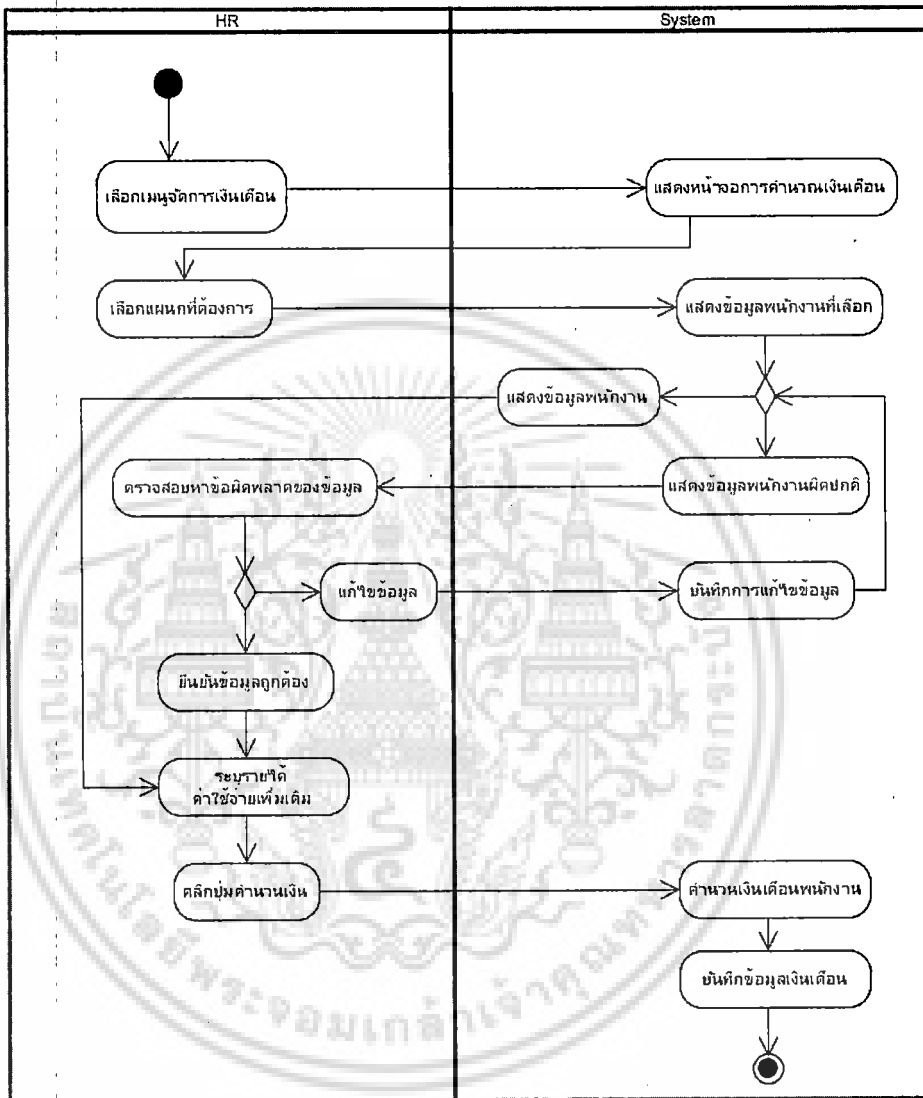 HR
System
เลือกเมนูจัดการเงินเดือน
แสดงหน้าจอการคำนวณเงินเดือน
เลือกแผนกที่ต้องการ
แสดงข้อมูลพนักงานที่เลือก
แสดงข้อมูลพนักงาน
ตรวจสอบหาข้อผิดพลาดของข้อมูล
แสดงข้อมูลพนักงานผิดปกติ
แก้ไขข้อมูล
บันทึกการแก้ไขข้อมูล
ยืนยันข้อมูลถูกต้อง
ระบุรายได้
ค่าใช้จ่ายเพิ่มเติม
คลิกปุ่มคำนวนเงิน
คำนวนเงินเดือนพนักงาน
บันทึกข้อมูลเงินเดือน